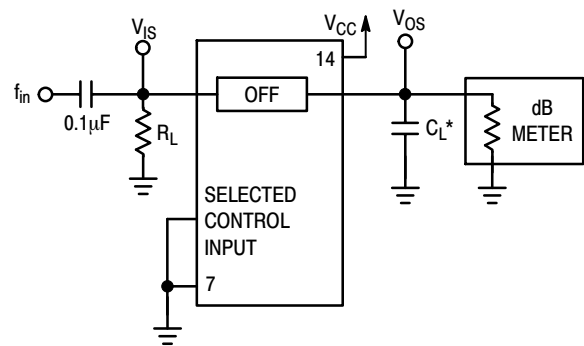 V_IS
V_CC
V_OS
14
f_in
0.1μF
R_L
OFF
C_L*
dB
METER
SELECTED
CONTROL
INPUT
7